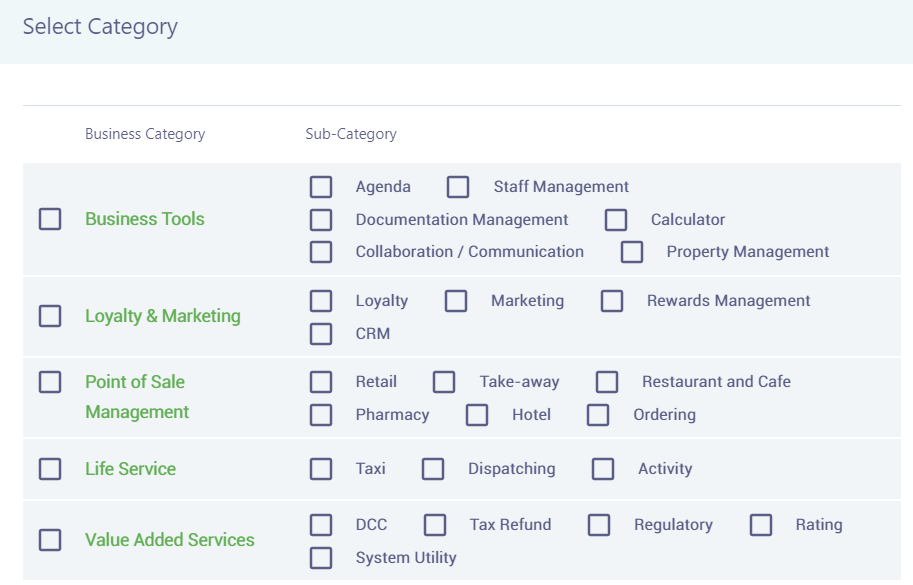 Select Category
Business Category Sub-Category
Business Tools
Agenda Staff Management
Documentation Management Calculator
Collaboration / Communication Property Management
Loyalty & Marketing
Loyalty Marketing Rewards Management
CRM
Point of Sale
Management
Retail Take-away Restaurant and Cafe
Pharmacy Hotel Ordering
Life Service
Taxi Dispatching Activity
Value Added Services
DCC Tax Refund Regulatory Rating
System Utility